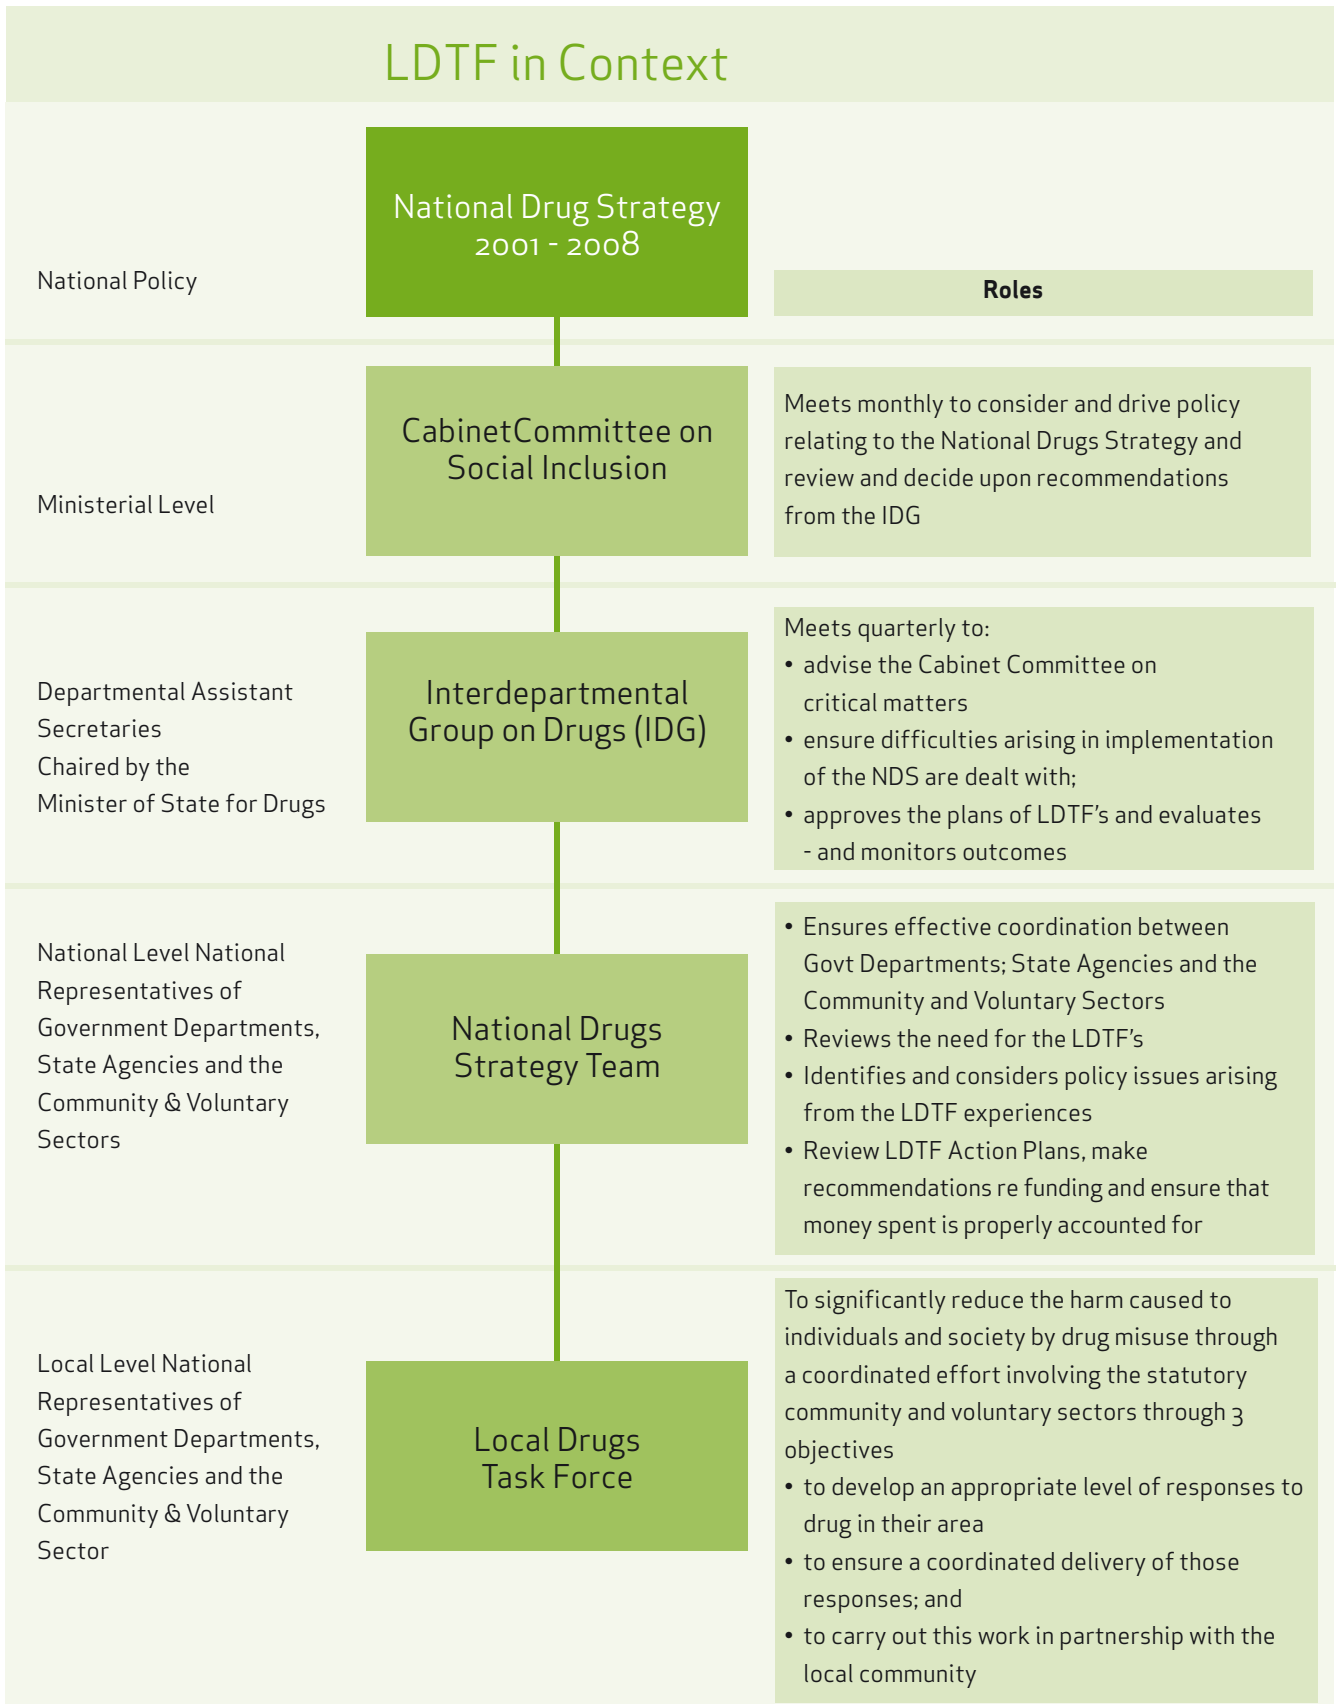 LDTF in Context
National Policy
National Drug Strategy
2001 - 2008
Roles
Ministerial Level
CabinetCommittee on
Social Inclusion
Meets monthly to consider and drive policy
relating to the National Drugs Strategy and
review and decide upon recommendations
from the IDG
Departmental Assistant
Secretaries
Chaired by the
Minister of State for Drugs
Interdepartmental
Group on Drugs (IDG)
Meets quarterly to:
• advise the Cabinet Committee on
critical matters
• ensure difficulties arising in implementation
of the NDS are dealt with;
• approves the plans of LDTF’s and evaluates
- and monitors outcomes
National Level National
Representatives of
Government Departments,
State Agencies and the
Community & Voluntary
Sectors
National Drugs
Strategy Team
• Ensures effective coordination between
Govt Departments; State Agencies and the
Community and Voluntary Sectors
• Reviews the need for the LDTF’s
• Identifies and considers policy issues arising
from the LDTF experiences
• Review LDTF Action Plans, make
recommendations re funding and ensure that
money spent is properly accounted for
Local Level National
Representatives of
Government Departments,
State Agencies and the
Community & Voluntary
Sector
Local Drugs
Task Force
To significantly reduce the harm caused to
individuals and society by drug misuse through
a coordinated effort involving the statutory
community and voluntary sectors through 3
objectives
• to develop an appropriate level of responses to
drug in their area
• to ensure a coordinated delivery of those
responses; and
• to carry out this work in partnership with the
local community